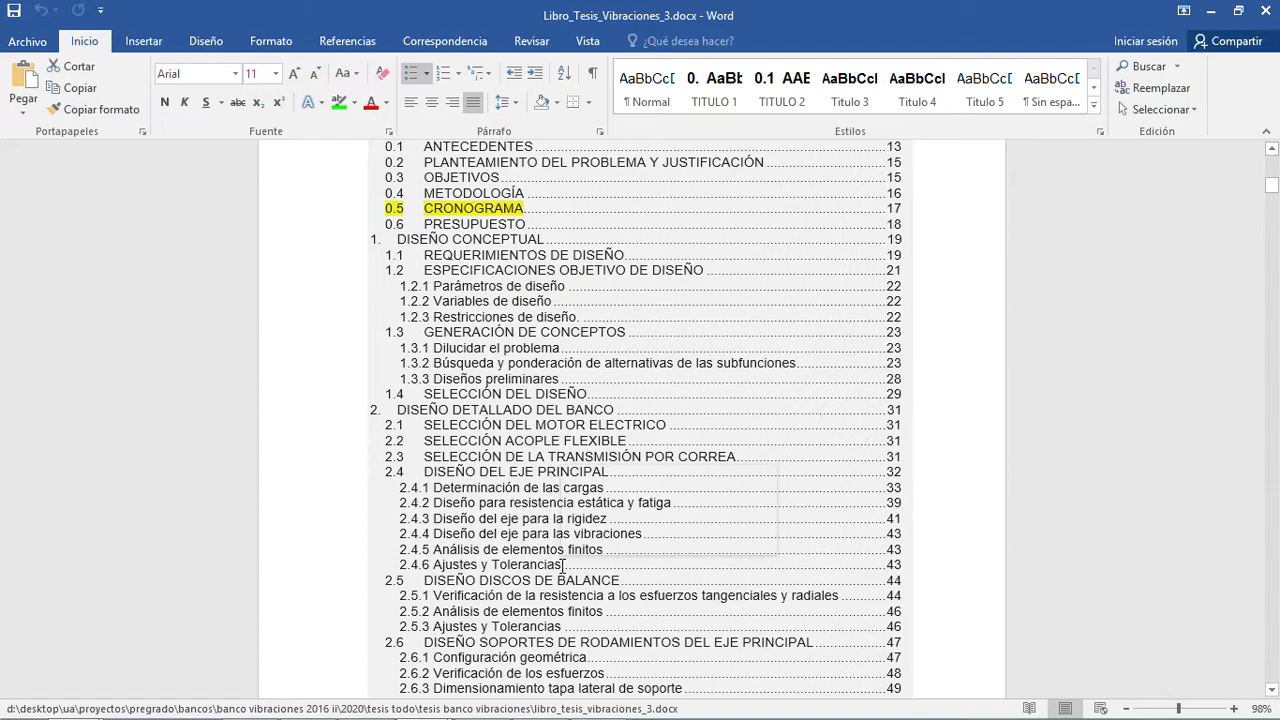 Libro_Tesis_Vibraciones_3.docx - Word
Archivo Inicio Insertar Diseño Formato Referencias Correspondencia Revisar Vista ¿Qué desea hacer? Iniciar sesión Compartir
Pegar
Cortar
Copiar
Copiar formato
Portapapeles
Arial 11
N K S abc x₂ x²
Fuente
Párrafo
AaBbCcD 0. AaBb 0.1 AAB AaBbCcD AaBbCcI AaBbCcD AaBbCcD
¶ Normal TITULO 1 TITULO 2 Titulo 3 Titulo 4 Titulo 5 ¶ Sin espa...
Estilos
Buscar
Reemplazar
Seleccionar
Edición
0.1 ANTECEDENTES 13
0.2 PLANTEAMIENTO DEL PROBLEMA Y JUSTIFICACIÓN 15
0.3 OBJETIVOS 15
0.4 METODOLOGÍA 16
0.5 CRONOGRAMA 17
0.6 PRESUPUESTO 18
1. DISEÑO CONCEPTUAL 19
1.1 REQUERIMIENTOS DE DISEÑO 19
1.2 ESPECIFICACIONES OBJETIVO DE DISEÑO 21
1.2.1 Parámetros de diseño 22
1.2.2 Variables de diseño 22
1.2.3 Restricciones de diseño. 22
1.3 GENERACIÓN DE CONCEPTOS 23
1.3.1 Dilucidar el problema 23
1.3.2 Búsqueda y ponderación de alternativas de las subfunciones 23
1.3.3 Diseños preliminares 28
1.4 SELECCIÓN DEL DISEÑO 29
2. DISEÑO DETALLADO DEL BANCO 31
2.1 SELECCIÓN DEL MOTOR ELECTRICO 31
2.2 SELECCIÓN ACOPLE FLEXIBLE 31
2.3 SELECCIÓN DE LA TRANSMISIÓN POR CORREA 31
2.4 DISEÑO DEL EJE PRINCIPAL 32
2.4.1 Determinación de las cargas 33
2.4.2 Diseño para resistencia estática y fatiga 39
2.4.3 Diseño del eje para la rigidez 41
2.4.4 Diseño del eje para las vibraciones 43
2.4.5 Análisis de elementos finitos 43
2.4.6 Ajustes y Tolerancias 43
2.5 DISEÑO DISCOS DE BALANCE 44
2.5.1 Verificación de la resistencia a los esfuerzos tangenciales y radiales 44
2.5.2 Análisis de elementos finitos 46
2.5.3 Ajustes y Tolerancias 46
2.6 DISEÑO SOPORTES DE RODAMIENTOS DEL EJE PRINCIPAL 47
2.6.1 Configuración geométrica 47
2.6.2 Verificación de los esfuerzos 48
2.6.3 Dimensionamiento tapa lateral de soporte 49
d:\desktop\ua\proyectos\pregrado\bancos\banco vibraciones 2016 ii\2020\tesis todo\tesis banco vibraciones\libro_tesis_vibraciones_3.docx 98%